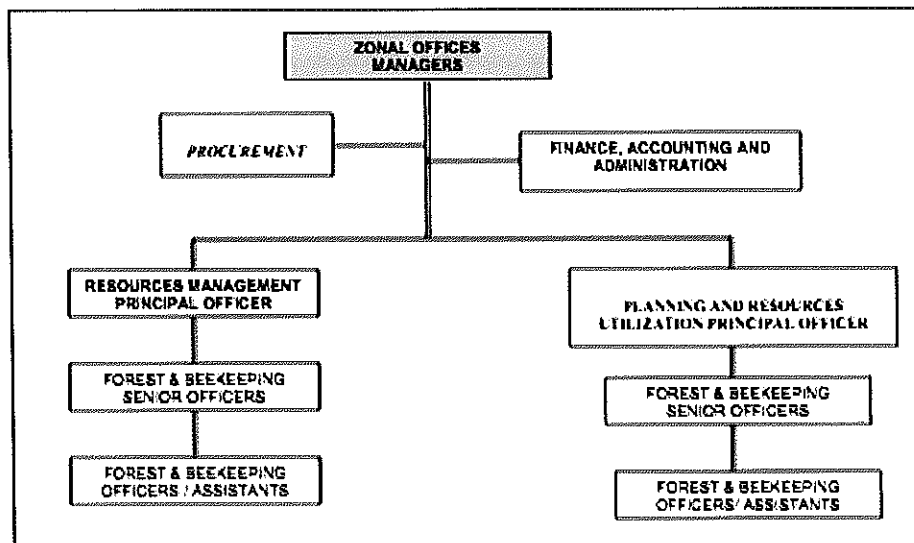 ZONAL OFFICES
MANAGERS
PROCUREMENT
FINANCE, ACCOUNTING AND
ADMINISTRATION
RESOURCES MANAGEMENT
PRINCIPAL OFFICER
PLANNING AND RESOURCES
UTILIZATION PRINCIPAL OFFICER
FOREST & BEEKEEPING
SENIOR OFFICERS
FOREST & BEEKEEPING
SENIOR OFFICERS
FOREST & BEEKEEPING
OFFICERS / ASSISTANTS
FOREST & BEEKEEPING
OFFICERS/ ASSISTANTS